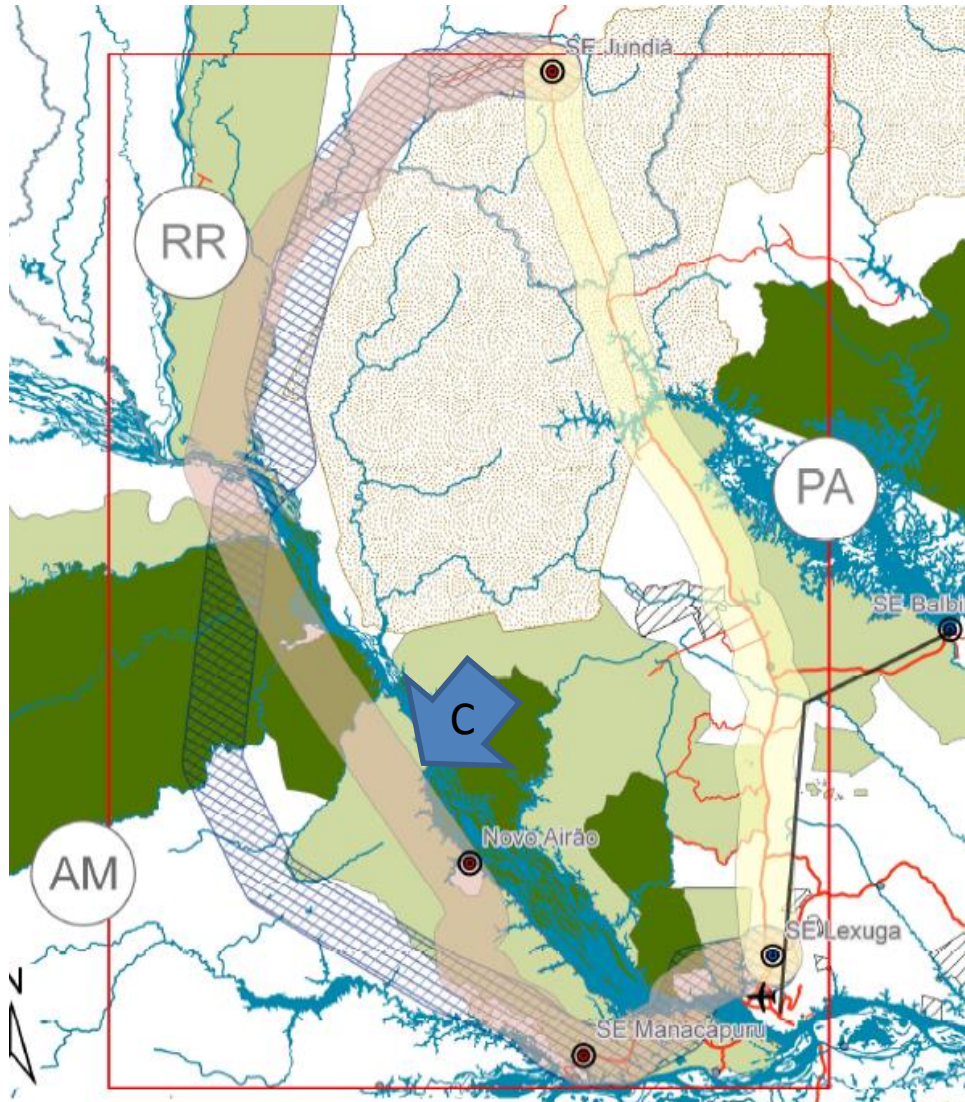 SE Jundiá
RR
PA
SE Balbi
C
Novo Airão
AM
SE Lexuga
N
SE Manacapuru